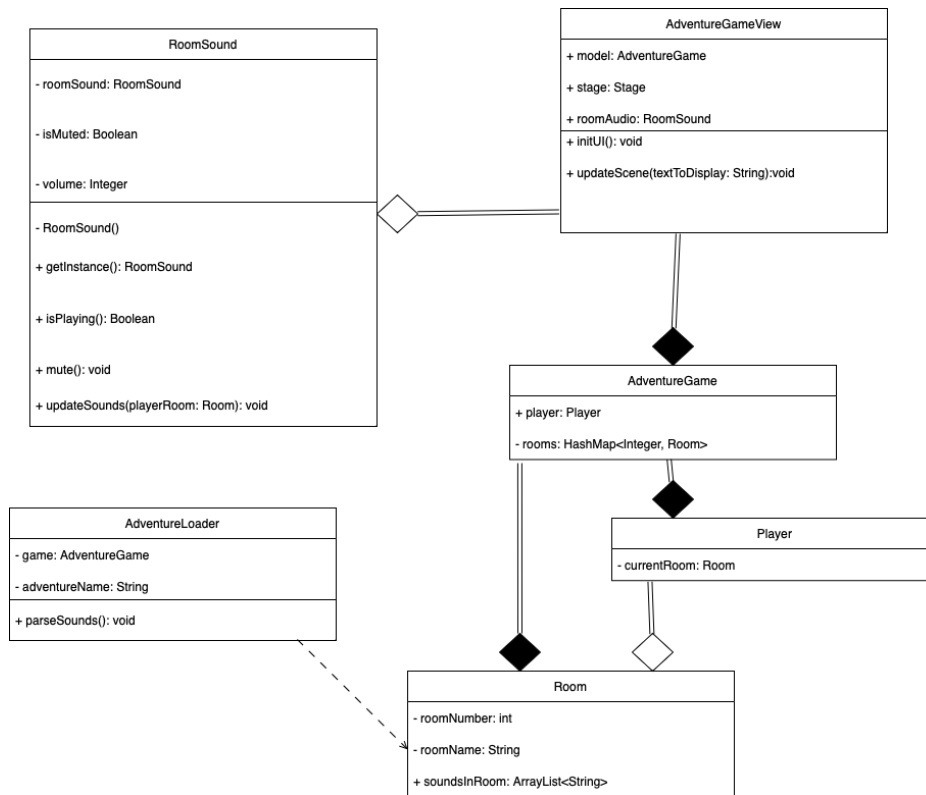 RoomSound
- roomSound: RoomSound
- isMuted: Boolean
- volume: Integer
- RoomSound()
+ getInstance(): RoomSound
+ isPlaying(): Boolean
+ mute(): void
+ updateSounds(playerRoom: Room): void
AdventureGameView
+ model: AdventureGame
+ stage: Stage
+ roomAudio: RoomSound
+ initUI(): void
+ updateScene(textToDisplay: String):void
AdventureGame
+ player: Player
- rooms: HashMap<Integer, Room>
AdventureLoader
- game: AdventureGame
- adventureName: String
+ parseSounds(): void
Player
- currentRoom: Room
Room
- roomNumber: int
- roomName: String
+ soundsInRoom: ArrayList<String>